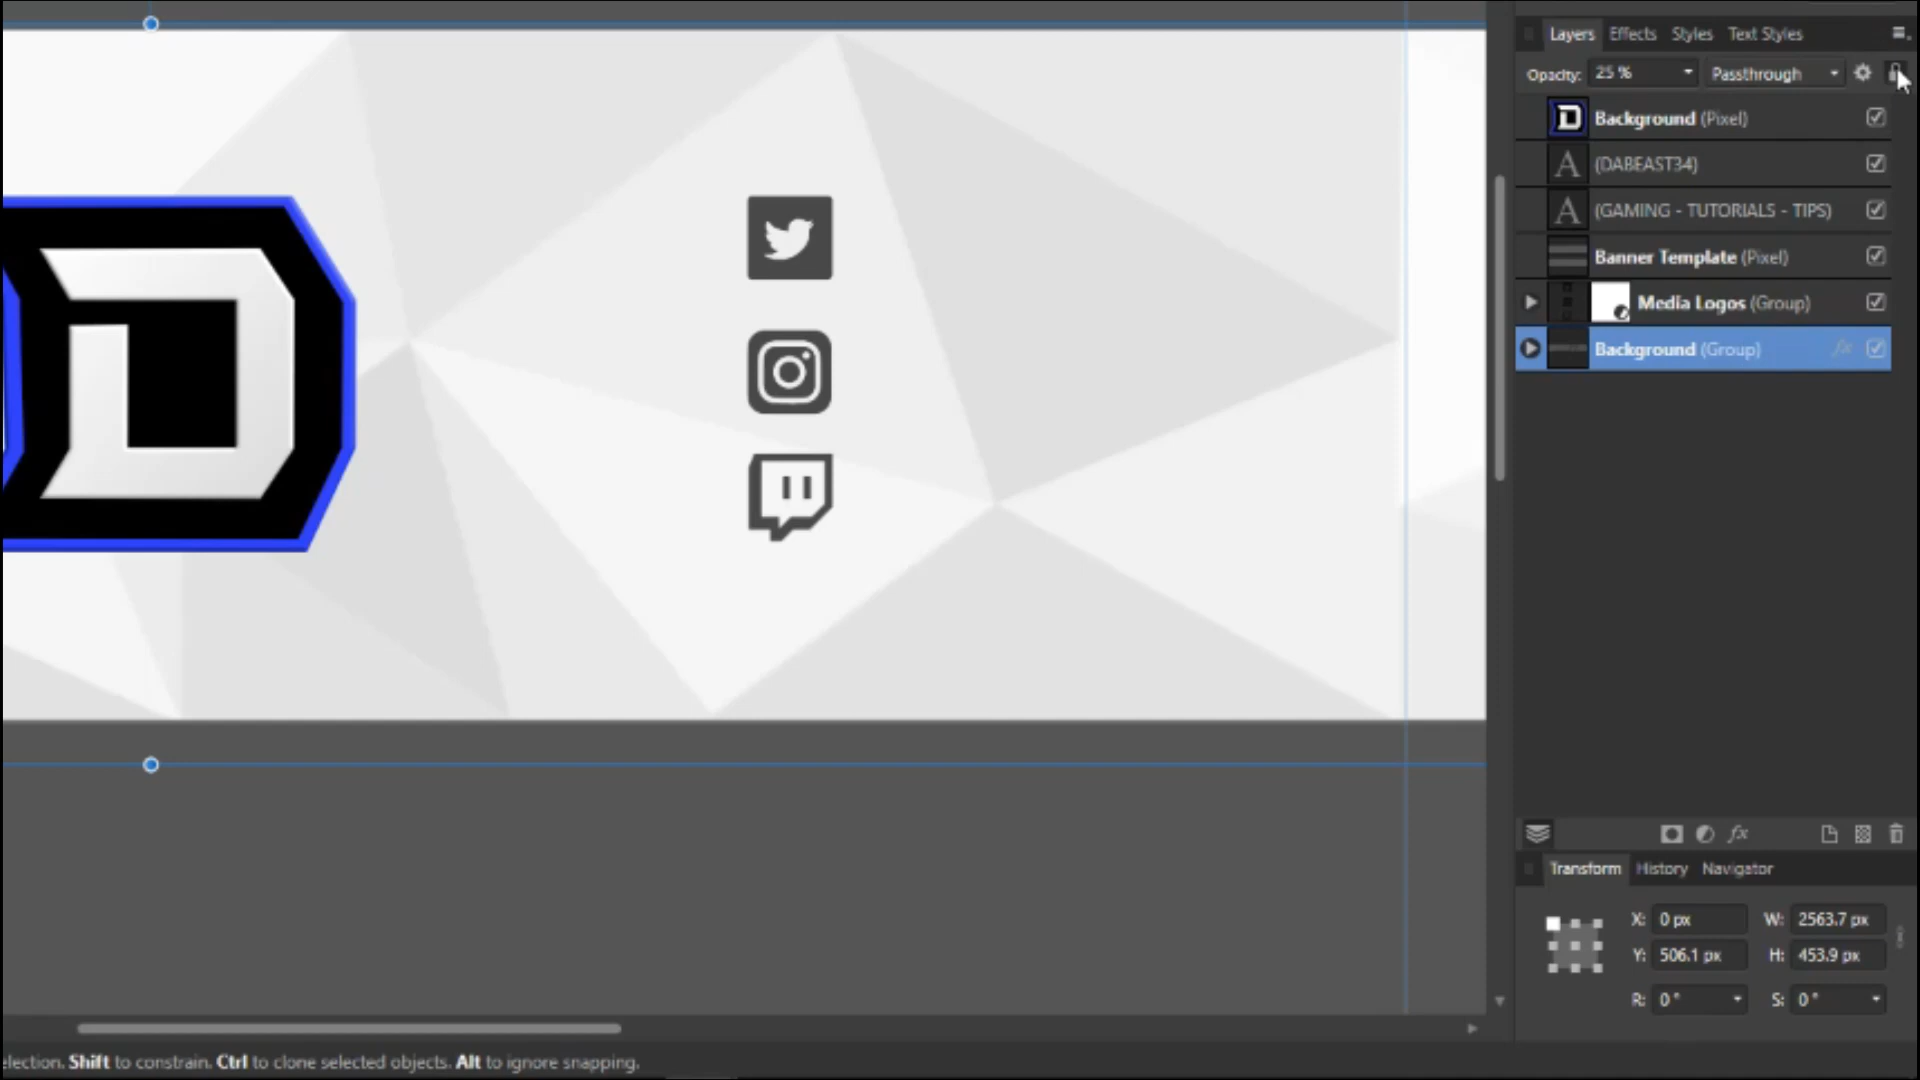 Layers Effects Styles Text Styles
Opacity: 25 % Passthrough
D Background (Pixel)
A (DABEAST34)
A (GAMING - TUTORIALS - TIPS)
Banner Template (Pixel)
Media Logos (Group)
Background (Group) fx
fx
Transform History Navigator
X: 0 px W: 2563.7 px
Y: 506.1 px H: 453.9 px
R: 0 ° S: 0 °
D
election. Shift to constrain. Ctrl to clone selected objects. Alt to ignore snapping.